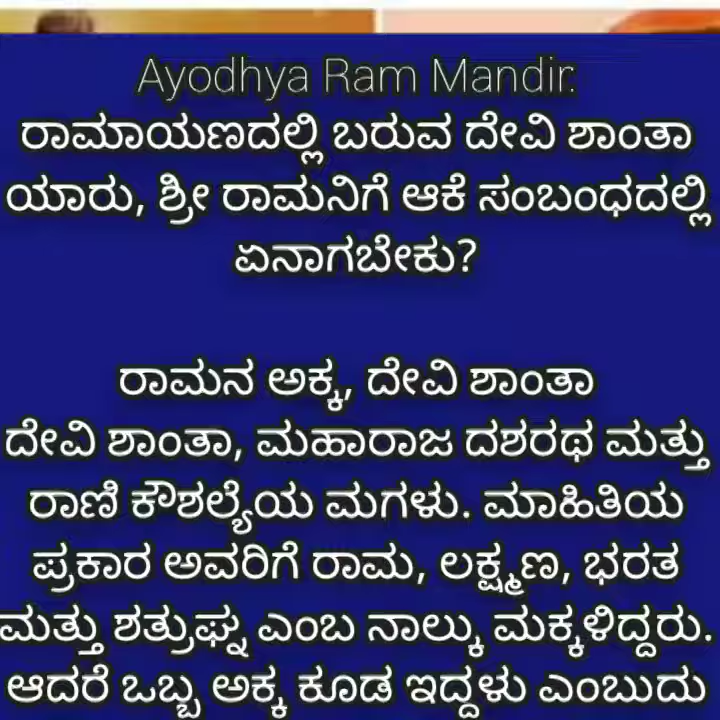 Ayodhya Ram Mandir:
ರಾಮಾಯಣದಲ್ಲಿ ಬರುವ ದೇವಿ ಶಾಂತಾ
ಯಾರು, ಶ್ರೀ ರಾಮನಿಗೆ ಆಕೆ ಸಂಬಂಧದಲ್ಲಿ
ಏನಾಗಬೇಕು?
ರಾಮನ ಅಕ್ಕ, ದೇವಿ ಶಾಂತಾ
ದೇವಿ ಶಾಂತಾ, ಮಹಾರಾಜ ದಶರಥ ಮತ್ತು
ರಾಣಿ ಕೌಶಲ್ಯೆಯ ಮಗಳು. ಮಾಹಿತಿಯ
ಪ್ರಕಾರ ಅವರಿಗೆ ರಾಮ, ಲಕ್ಷ್ಮಣ, ಭರತ
ಮತ್ತು ಶತ್ರುಘ್ನ ಎಂಬ ನಾಲ್ಕು ಮಕ್ಕಳಿದ್ದರು.
ಆದರೆ ಒಬ್ಬ ಅಕ್ಕ ಕೂಡ ಇದ್ದಳು ಎಂಬುದು